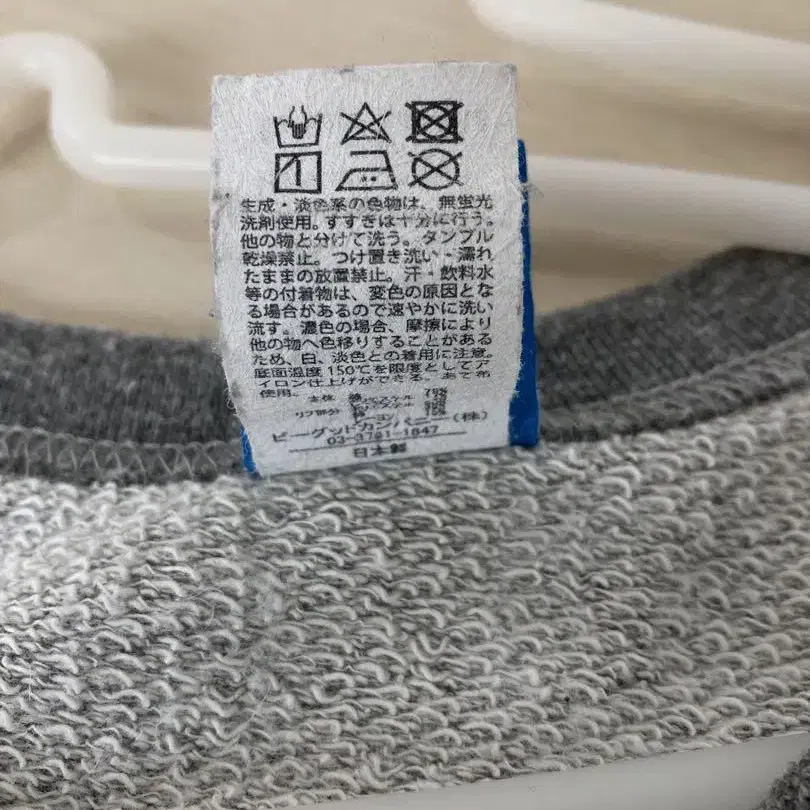 生成・淡色系の色物は、無蛍光
洗剤使用。すすぎは十分に行う。
他の物と分けて洗う。タンブル
乾燥禁止。つけ置き洗い・濡れ
たままの放置禁止。汗・飲料水
等の付着物は、変色の原因とな
る場合があるので速やかに洗い
流す。濃色の場合、摩擦により
他の物へ色移りすることがある
ため、白、淡色との着用に注意。
底面温度150℃を限度としてア
イロン仕上げができる。あて布
使用。
本体
リブ部分
ビーグッドカンパニー(株)
03-3791-1847
日本製